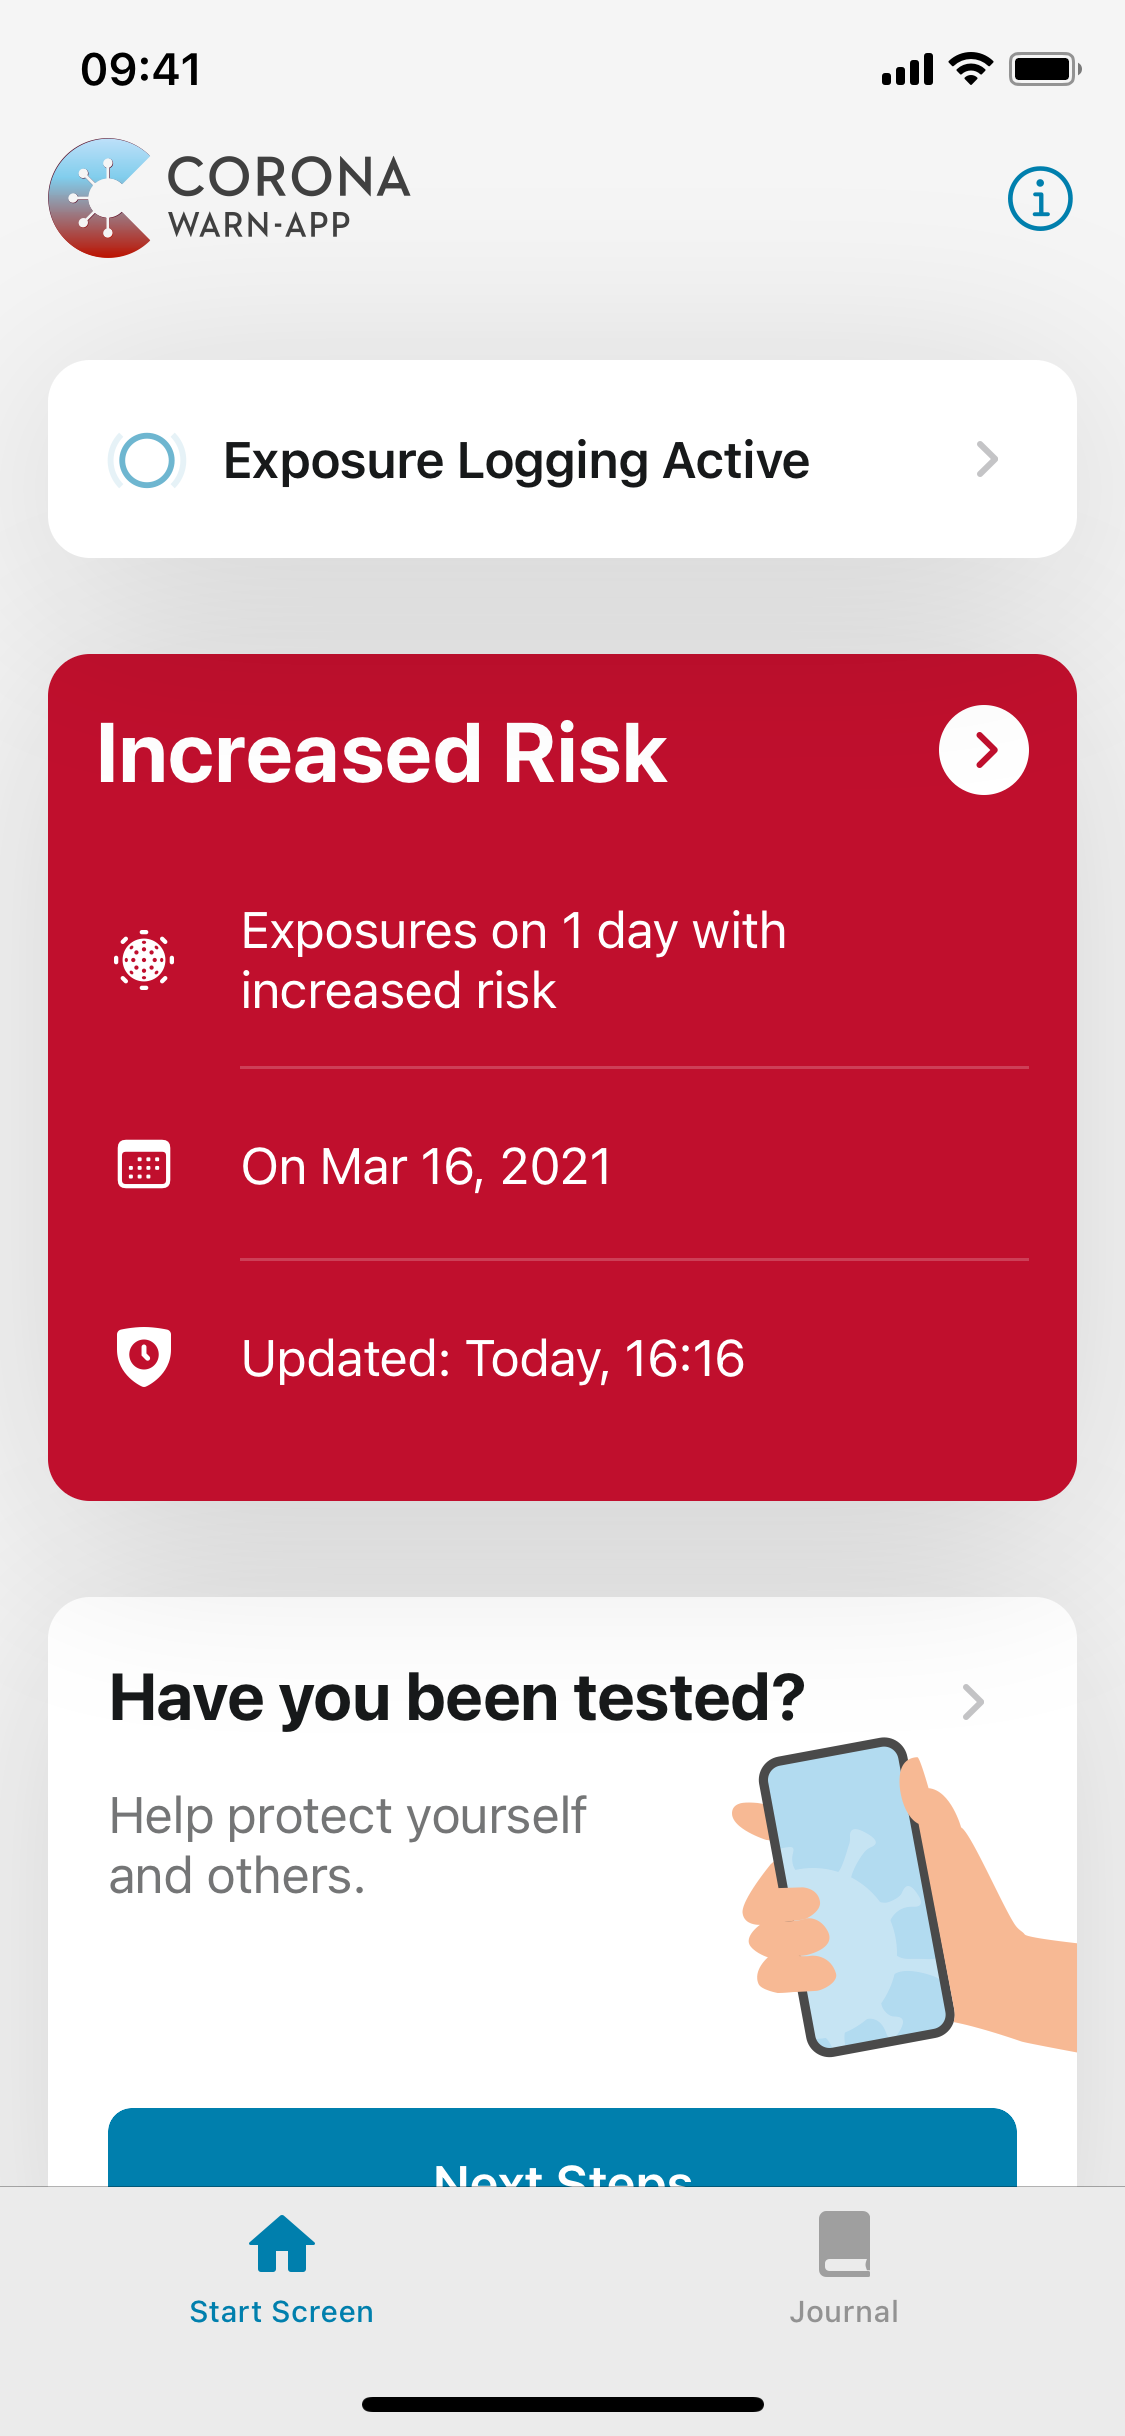 09:41
CORONA
WARN-APP
Exposure Logging Active
Increased Risk
Exposures on 1 day with
increased risk
On Mar 16, 2021
Updated: Today, 16:16
Have you been tested?
Help protect yourself
and others.
Next Steps
Start Screen
Journal